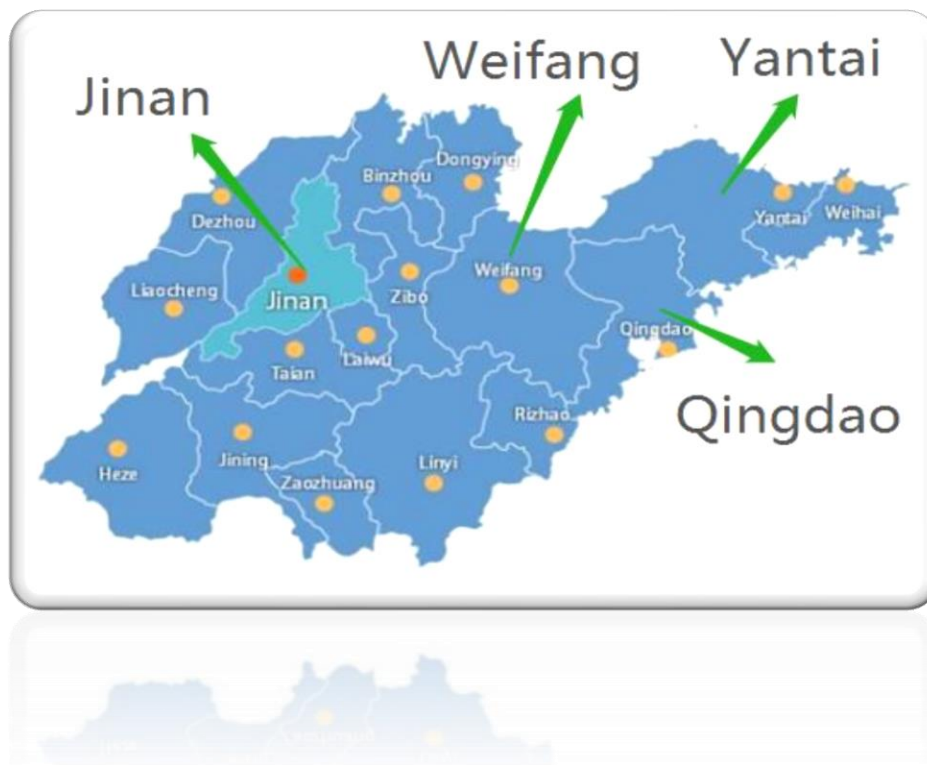 Weifang
Yantai
Jinan
Dongying
Binzhou
Yantai
Weihai
Dezhou
Weifang
Liaocheng
Jinan
Zibo
Qingdao
Laiwu
Taian
Qingdao
Rizhao
Jining
Linyi
Heze
Zaozhuang